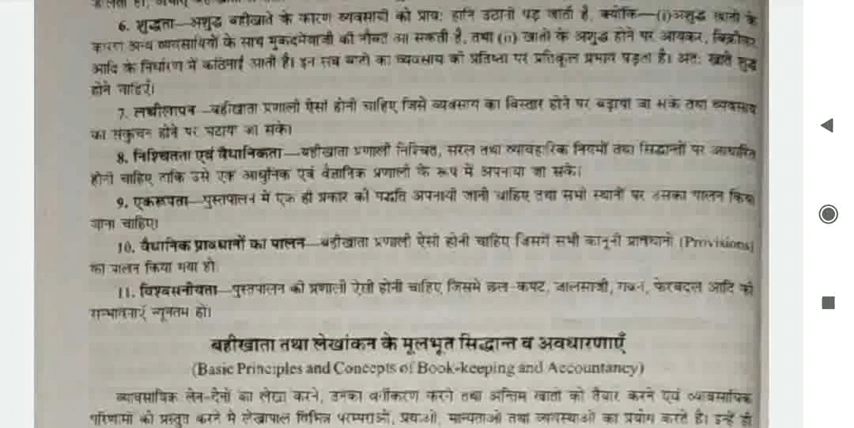 6. शुद्धता—अशुद्ध बहीखाते के कारण व्यवसायी को प्रायः हानि उठानी पड़ जाती है, क्योंकि—(i)अशुद्ध खातों के
कारण अन्य व्यवसायियों के साथ मुकदमेबाजी की नौबत आ सकती है, तथा (ii) खातों के अशुद्ध होने पर आयकर, बिक्रीकर
आदि के निर्धारण में कठिनाई आती है। इन सब बातों का व्यवसाय की प्रतिष्ठा पर प्रतिकूल प्रभाव पड़ता है। अतः खाते शुद्ध
होने चाहिएँ।
7. लचीलापन—बहीखाता प्रणाली ऐसी होनी चाहिए जिसे व्यवसाय का विस्तार होने पर बढ़ाया जा सके तथा व्यवसाय
का संकुचन होने पर घटाया जा सके।
8. निश्चितता एवं वैधानिकता—बहीखाता प्रणाली निश्चित, सरल तथा व्यावहारिक नियमों तथा सिद्धान्तों पर आधारित
होनी चाहिए ताकि उसे एक आधुनिक एवं वैज्ञानिक प्रणाली के रूप में अपनाया जा सके।
9. एकरूपता—पुस्तपालन में एक ही प्रकार की पद्धति अपनायी जानी चाहिए तथा सभी स्थानों पर उसका पालन किया
जाना चाहिए।
10. वैधानिक प्रावधानों का पालन—बहीखाता प्रणाली ऐसी होनी चाहिए जिसमें सभी कानूनी प्रावधानों (Provisions)
का पालन किया गया हो।
11. विश्वसनीयता—पुस्तपालन की प्रणाली ऐसी होनी चाहिए जिसमें छल-कपट, जालसाजी, गबन, फेरबदल आदि की
सम्भावनाएँ न्यूनतम हों।
बहीखाता तथा लेखांकन के मूलभूत सिद्धान्त व अवधारणाएँ
(Basic Principles and Concepts of Book-keeping and Accountancy)
व्यावसायिक लेन-देनों का लेखा करने, उनका वर्गीकरण करने तथा अन्तिम खातों को तैयार करने एवं व्यावसायिक
परिणामों को प्रस्तुत करने में लेखापाल विभिन्न परम्पराओं, प्रथाओं, मान्यताओं तथा व्यवस्थाओं का प्रयोग करते है। इन्हें ही